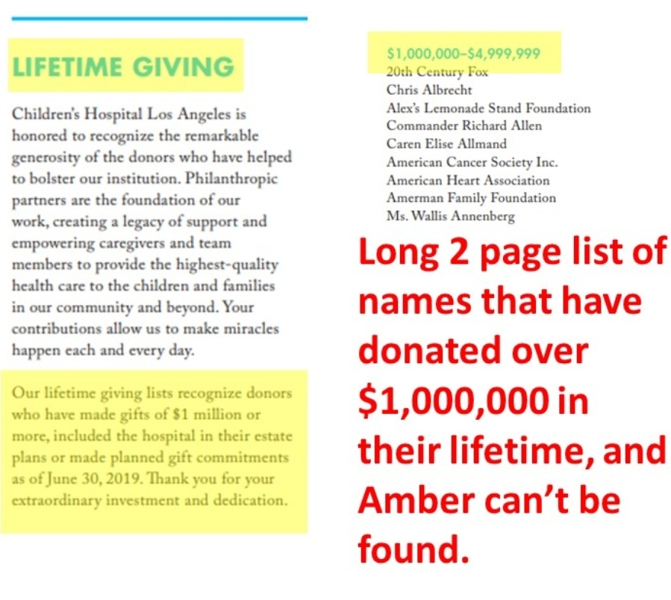 LIFETIME GIVING
Children's Hospital Los Angeles is
honored to recognize the remarkable
generosity of the donors who have helped
to bolster our institution. Philanthropic
partners are the foundation of our
work, creating a legacy of support and
empowering caregivers and team
members to provide the highest-quality
health care to the children and families
in our community and beyond. Your
contributions allow us to make miracles
happen each and every day.
Our lifetime giving lists recognize donors
who have made gifts of $1 million or
more, included the hospital in their estate
plans or made planned gift commitments
as of June 30, 2019. Thank you for your
extraordinary investment and dedication.
$1,000,000–$4,999,999
20th Century Fox
Chris Albrecht
Alex's Lemonade Stand Foundation
Commander Richard Allen
Caren Elise Allmand
American Cancer Society Inc.
American Heart Association
Amerman Family Foundation
Ms. Wallis Annenberg
Long 2 page list of
names that have
donated over
$1,000,000 in
their lifetime, and
Amber can't be
found.